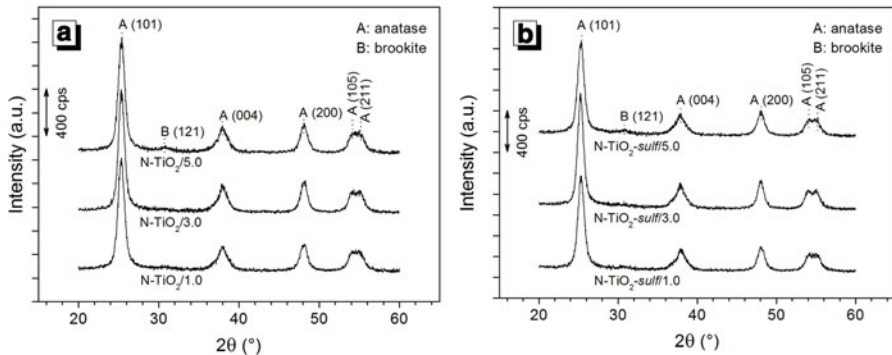 a
A (101)
A: anatase
B: brookite
400 cps
B (121)
A (004)
A (200)
A (105)
A (211)
N-TiO2/5.0
N-TiO2/3.0
N-TiO2/1.0
Intensity (a.u.)
20 30 40 50 60
2θ (°)
b
A (101)
A: anatase
B: brookite
400 cps
B (121)
A (004)
A (200)
A (105)
A (211)
N-TiO2-sulf/5.0
N-TiO2-sulf/3.0
N-TiO2-sulf/1.0
Intensity (a.u.)
20 30 40 50 60
2θ (°)